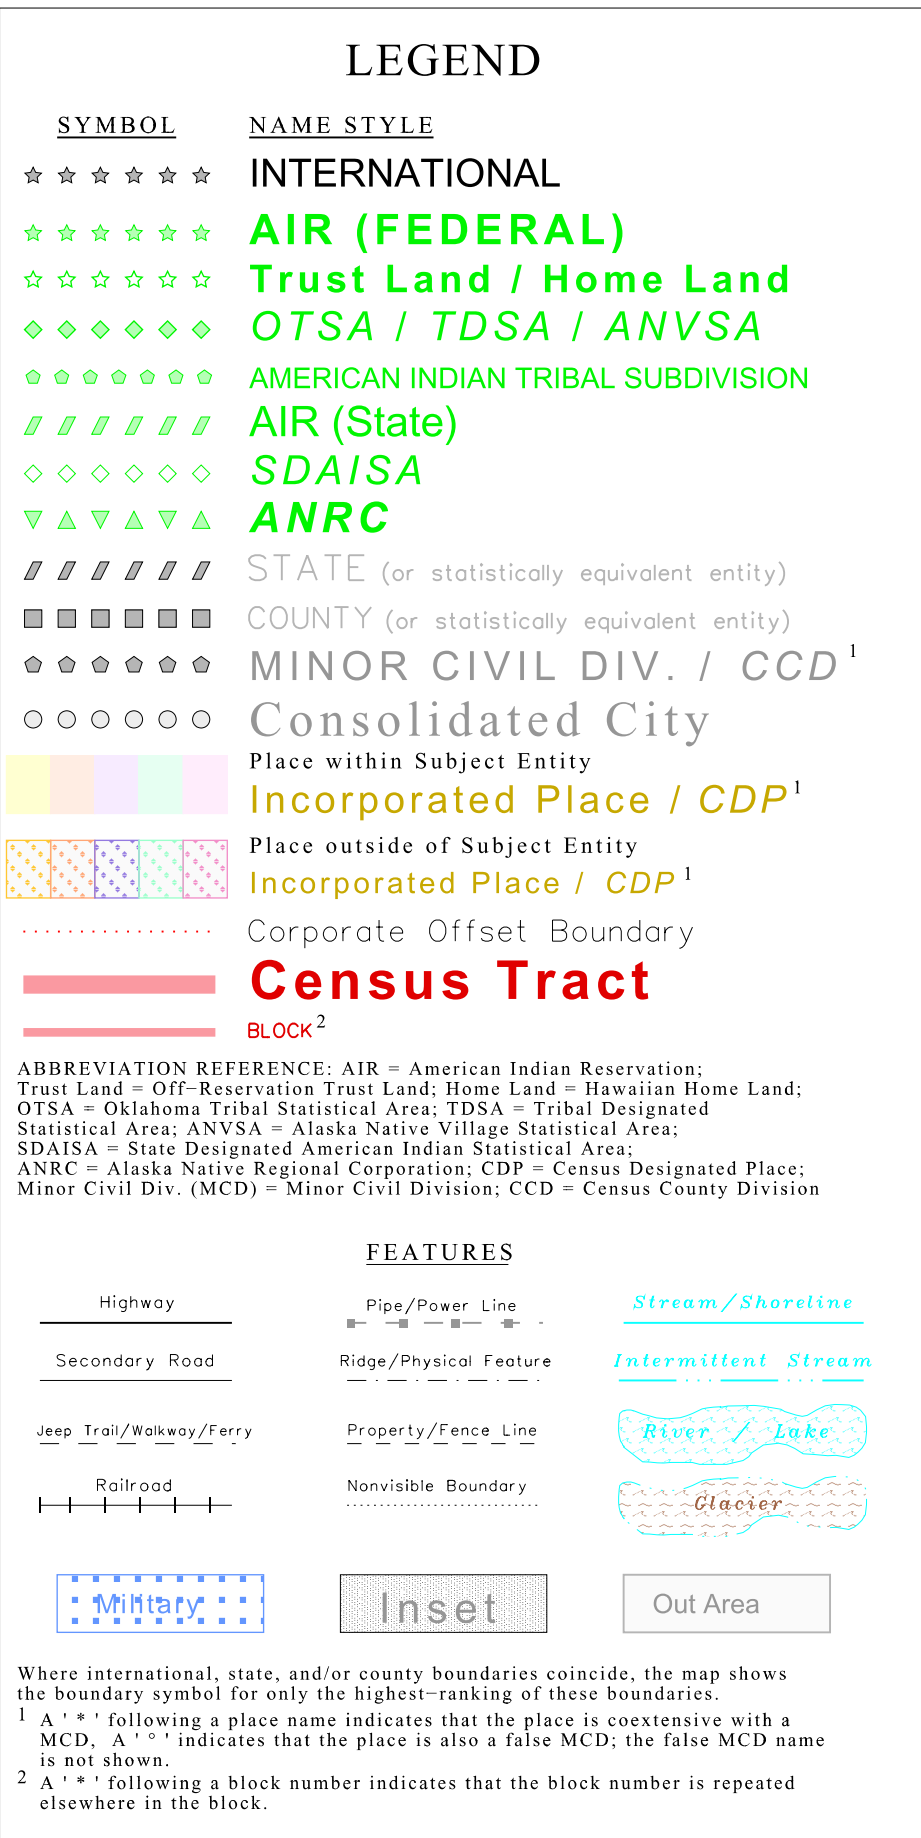 LEGEND
SYMBOL NAME STYLE
INTERNATIONAL
AIR (FEDERAL)
Trust Land / Home Land
OTSA / TDSA / ANVSA
AMERICAN INDIAN TRIBAL SUBDIVISION
AIR (State)
SDAISA
ANRC
STATE (or statistically equivalent entity)
COUNTY (or statistically equivalent entity)
MINOR CIVIL DIV. / CCD 1
Consolidated City
Place within Subject Entity
Incorporated Place / CDP 1
Place outside of Subject Entity
Incorporated Place / CDP 1
Corporate Offset Boundary
Census Tract
BLOCK 2
ABBREVIATION REFERENCE: AIR = American Indian Reservation;
Trust Land = Off−Reservation Trust Land; Home Land = Hawaiian Home Land;
OTSA = Oklahoma Tribal Statistical Area; TDSA = Tribal Designated
Statistical Area; ANVSA = Alaska Native Village Statistical Area;
SDAISA = State Designated American Indian Statistical Area;
ANRC = Alaska Native Regional Corporation; CDP = Census Designated Place;
Minor Civil Div. (MCD) = Minor Civil Division; CCD = Census County Division
FEATURES
Highway
Pipe/Power Line
Stream/Shoreline
Secondary Road
Ridge/Physical Feature
Intermittent Stream
Jeep Trail/Walkway/Ferry
Property/Fence Line
River / Lake
Railroad
Nonvisible Boundary
Glacier
Military
Inset
Out Area
Where international, state, and/or county boundaries coincide, the map shows
the boundary symbol for only the highest−ranking of these boundaries.
1 A ' * ' following a place name indicates that the place is coextensive with a
MCD, A ' ° ' indicates that the place is also a false MCD; the false MCD name
is not shown.
2 A ' * ' following a block number indicates that the block number is repeated
elsewhere in the block.